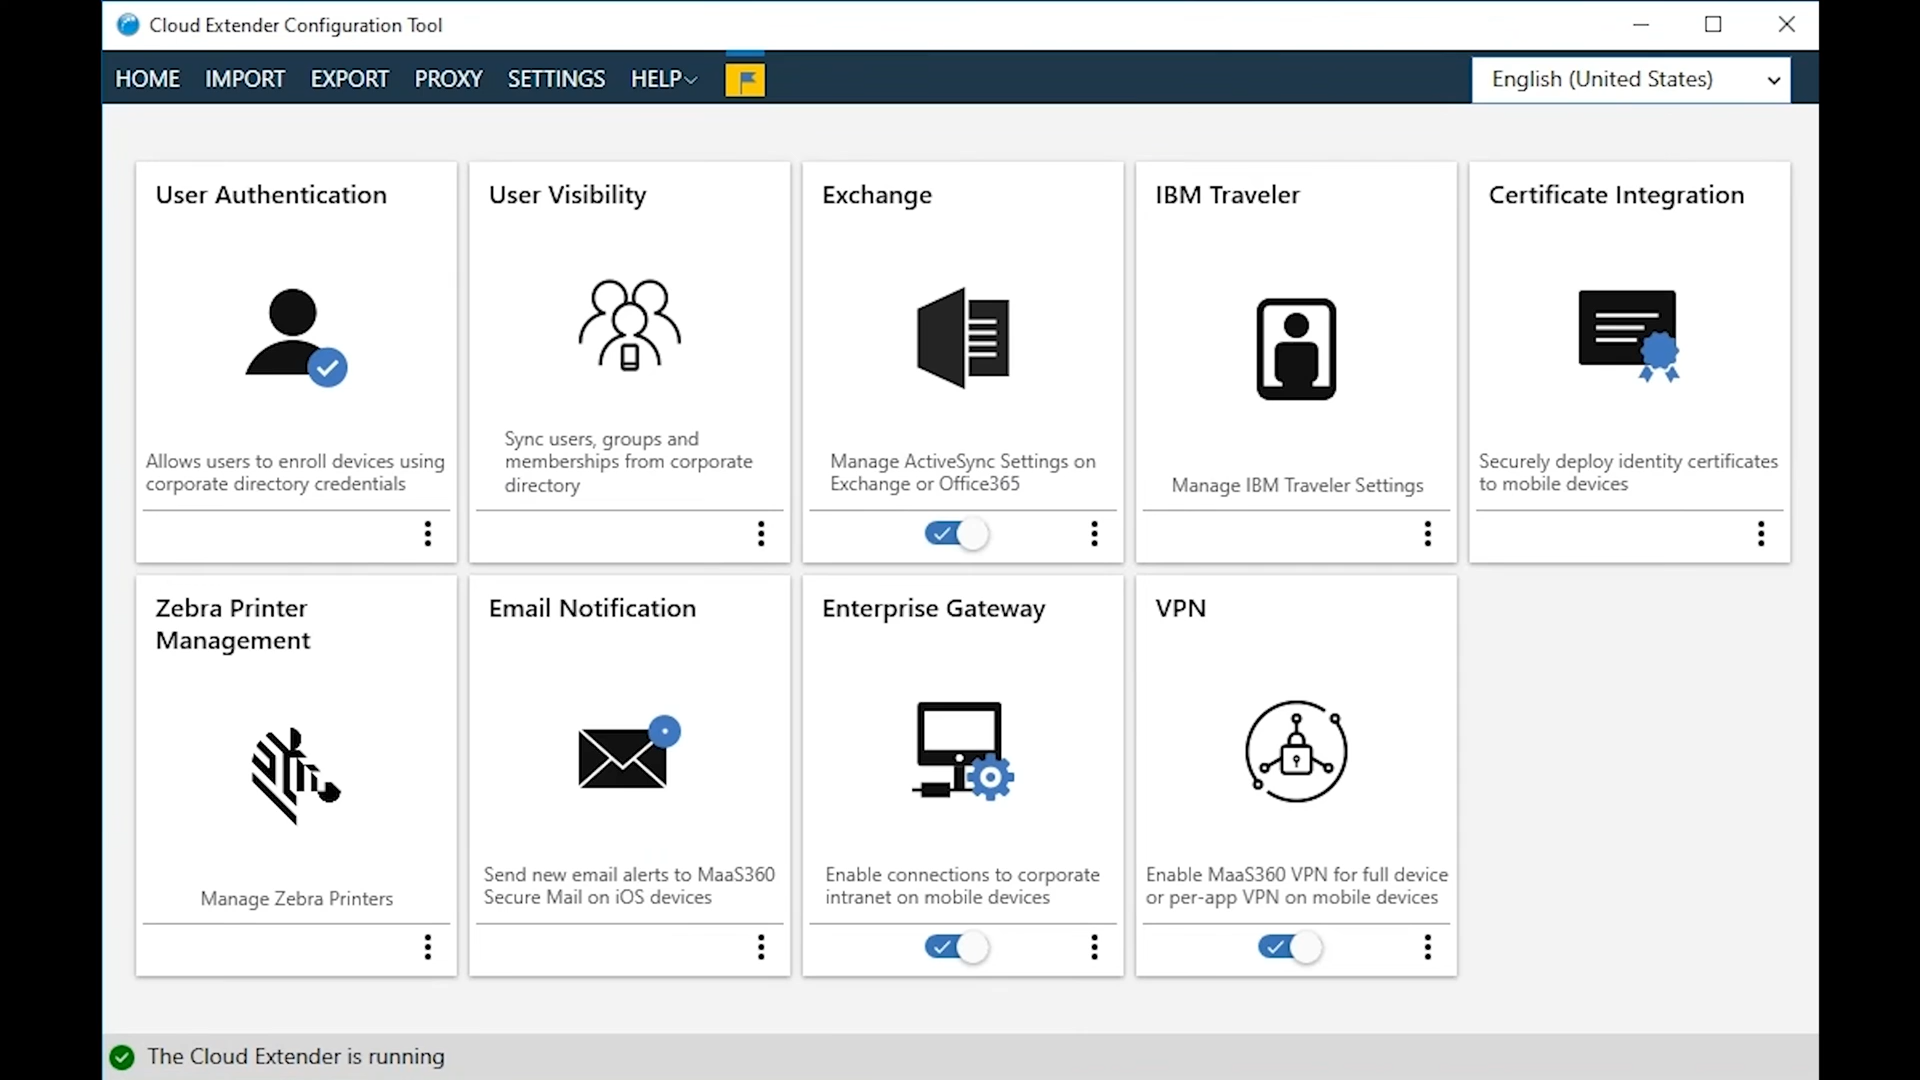 Cloud Extender Configuration Tool
HOME IMPORT EXPORT PROXY SETTINGS HELP
English (United States)
User Authentication
Allows users to enroll devices using
corporate directory credentials
User Visibility
Sync users, groups and
memberships from corporate
directory
Exchange
Manage ActiveSync Settings on
Exchange or Office365
IBM Traveler
Manage IBM Traveler Settings
Certificate Integration
Securely deploy identity certificates
to mobile devices
Zebra Printer
Management
Manage Zebra Printers
Email Notification
Send new email alerts to MaaS360
Secure Mail on iOS devices
Enterprise Gateway
Enable connections to corporate
intranet on mobile devices
VPN
Enable MaaS360 VPN for full device
or per-app VPN on mobile devices
The Cloud Extender is running